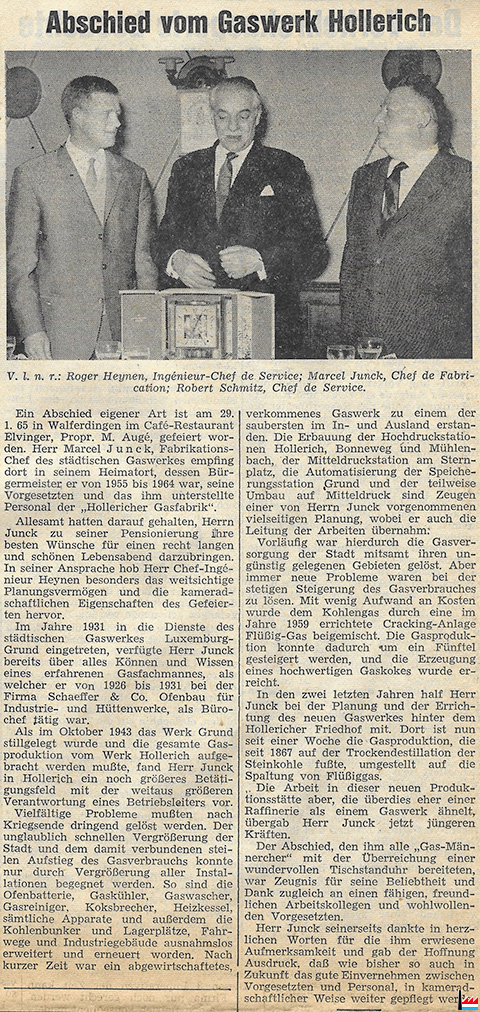 Abschied vom Gaswerk Hollerich
V. l. n. r.: Roger Heynen, Ingénieur-Chef de Service; Marcel Junck, Chef de Fabri-
cation; Robert Schmitz, Chef de Service.
Ein Abschied eigener Art ist am 29.
1. 65 in Walferdingen im Café-Restaurant
Elvinger, Propr. M. Augé, gefeiert wor-
den. Herr Marcel Junck, Fabrikations-
Chef des städtischen Gaswerkes empfing
dort in seinem Heimatort, dessen Bür-
germeister er von 1955 bis 1964 war, seine
Vorgesetzten und das ihm unterstellte
Personal der „Hollericher Gasfabrik“.
Allesamt hatten darauf gehalten, Herrn
Junck zu seiner Pensionierung ihre
besten Wünsche für einen recht langen
und schönen Lebensabend darzubringen.
In seiner Ansprache hob Herr Chef-Ingé-
nieur Heynen besonders das weitsichtige
Planungsvermögen und die kamerad-
schaftlichen Eigenschaften des Gefeier-
ten hervor.
Im Jahre 1931 in die Dienste des
städtischen Gaswerkes Luxemburg-
Grund eingetreten, verfügte Herr Junck
bereits über alles Können und Wissen
eines erfahrenen Gasfachmannes, als
welcher er von 1926 bis 1931 bei der
Firma Schaeffer & Co. Ofenbau für
Industrie- und Hüttenwerke, als Büro-
chef tätig war.
Als im Oktober 1943 das Werk Grund
stillgelegt wurde und die gesamte Gas-
produktion vom Werk Hollerich aufge-
bracht werden mußte, fand Herr Junck
in Hollerich ein noch größeres Betäti-
gungsfeld mit der weitaus größeren
Verantwortung eines Betriebsleiters vor.
Vielfältige Probleme mußten nach
Kriegsende dringend gelöst werden. Der
unglaublich schnellen Vergrößerung der
Stadt und dem damit verbundenen stei-
len Aufstieg des Gasverbrauchs konnte
nur durch Vergrößerung aller Instal-
lationen begegnet werden. So sind die
Ofenbatterie, Gaskühler, Gaswascher,
Gasreiniger, Koksbrecher, Heizkessel,
sämtliche Apparate und außerdem die
Kohlenbunker und Lagerplätze, Fahr-
wege und Industriegebäude ausnahmslos
erweitert und erneuert worden. Nach
kurzer Zeit war ein abgewirtschaftetes,
verkommenes Gaswerk zu einem der
saubersten im In- und Ausland erstan-
den. Die Erbauung der Hochdruckstatio-
nen Hollerich, Bonneweg und Mühlen-
bach, der Mitteldruckstation am Stern-
platz, die Automatisierung der Speiche-
rungsstation Grund und der teilweise
Umbau auf Mitteldruck sind Zeugen
einer von Herrn Junck vorgenommenen
vielseitigen Planung, wobei er auch die
Leitung der Arbeiten übernahm.
Vorläufig war hierdurch die Gasver-
sorgung der Stadt mitsamt ihren un-
günstig gelegenen Gebieten gelöst. Aber
immer neue Probleme waren bei der
stetigen Steigerung des Gasverbrauches
zu lösen. Mit wenig Aufwand an Kosten
wurde dem Kohlengas durch eine im
Jahre 1959 errichtete Cracking-Anlage
Flüßig-Gas beigemischt. Die Gasproduk-
tion konnte dadurch um ein Fünftel
gesteigert werden, und die Erzeugung
eines hochwertigen Gaskokes wurde er-
reicht.
In den zwei letzten Jahren half Herr
Junck bei der Planung und der Errich-
tung des neuen Gaswerkes hinter dem
Hollericher Friedhof mit. Dort ist nun
seit einer Woche die Gasproduktion, die
seit 1867 auf der Trockendestillation der
Steinkohle fußte, umgestellt auf die
Spaltung von Flüßiggas.
Die Arbeit in dieser neuen Produk-
tionsstätte aber, die überdies eher einer
Raffinerie als einem Gaswerk ähnelt,
übergab Herr Junck jetzt jüngeren
Kräften.
Der Abschied, den ihm alle „Gas-Män-
nercher“ mit der Überreichung einer
wundervollen Tischstanduhr bereiteten,
war Zeugnis für seine Beliebtheit und
Dank zugleich an einen fähigen, freund-
lichen Arbeitskollegen und wohlwollen-
den Vorgesetzten.
Herr Junck seinerseits dankte in herz-
lichen Worten für die ihm erwiesene
Aufmerksamkeit und gab der Hoffnung
Ausdruck, daß wie bisher so auch in
Zukunft das gute Einvernehmen zwischen
Vorgesetzten und Personal, in kamerad-
schaftlicher Weise weiter gepflegt